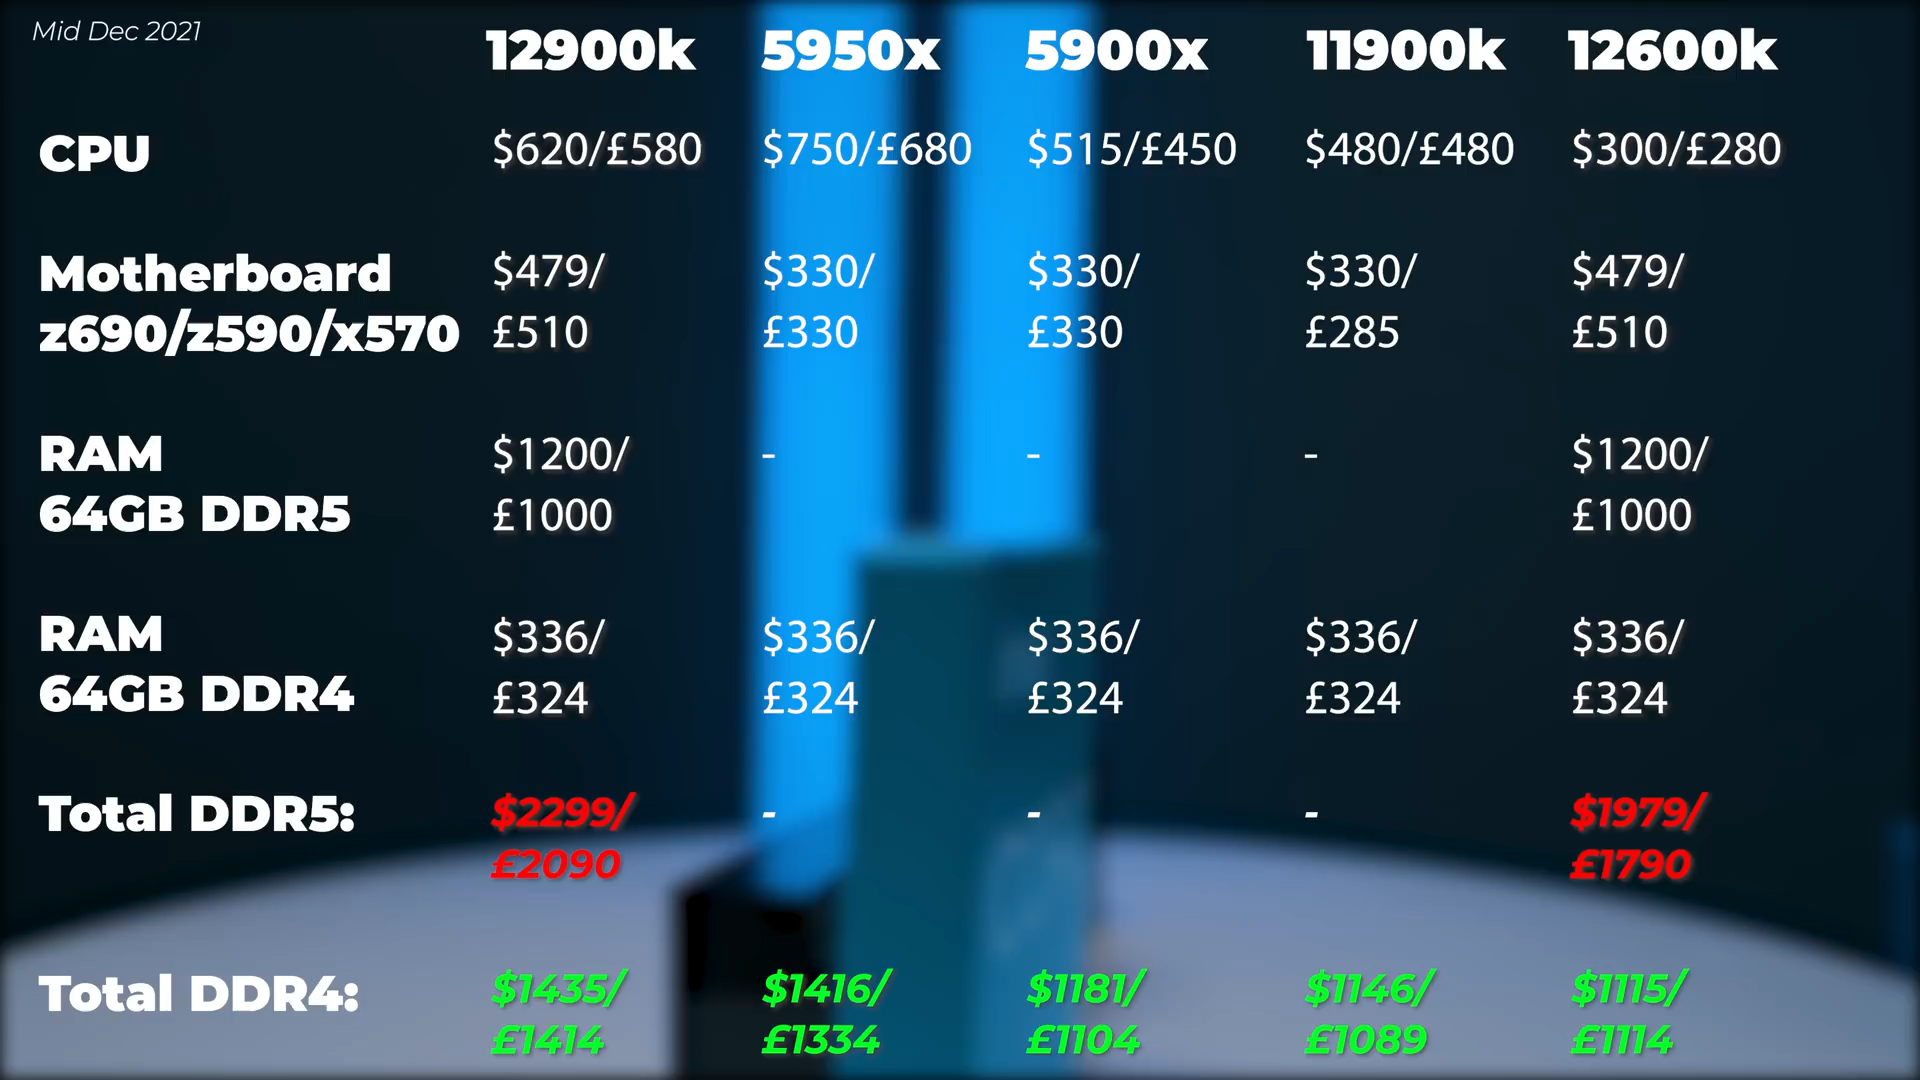 Mid Dec 2021
12900k 5950x 5900x 11900k 12600k
CPU $620/£580 $750/£680 $515/£450 $480/£480 $300/£280
Motherboard $479/ $330/ $330/ $330/ $479/
z690/z590/x570 £510 £330 £330 £285 £510
RAM $1200/ - - - $1200/
64GB DDR5 £1000 £1000
RAM $336/ $336/ $336/ $336/ $336/
64GB DDR4 £324 £324 £324 £324 £324
Total DDR5: $2299/ - - - $1979/
£2090 £1790
Total DDR4: $1435/ $1416/ $1181/ $1146/ $1115/
£1414 £1334 £1104 £1089 £1114